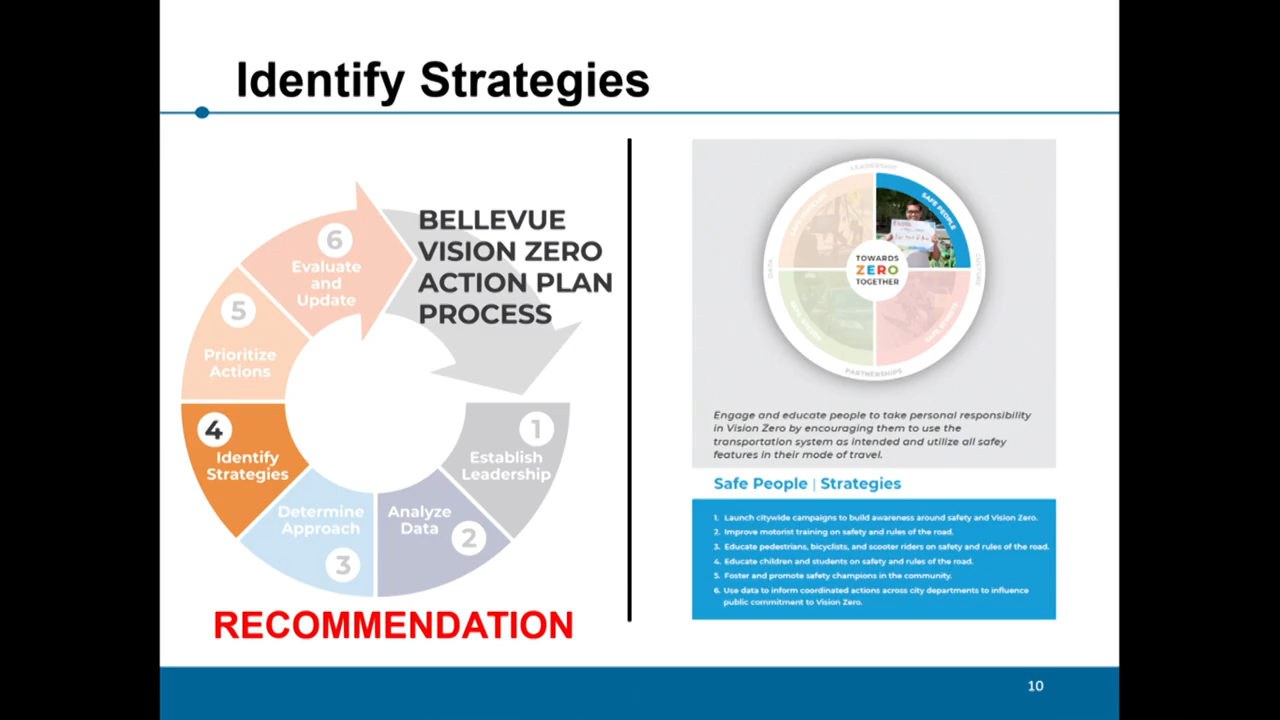 Identify Strategies
BELLEVUE
VISION ZERO
ACTION PLAN
PROCESS
1
Establish
Leadership
Analyze
Data
2
Determine
Approach
3
4
Identify
Strategies
5
Prioritize
Actions
6
Evaluate
and
Update
RECOMMENDATION
LEADERSHIP
SAFE PEOPLE
DATA
TOWARDS
ZERO
TOGETHER
SAFE STREETS
PARTNERSHIPS
Engage and educate people to take personal responsibility
in Vision Zero by encouraging them to use the
transportation system as intended and utilize all safey
features in their mode of travel.
Safe People | Strategies
1. Launch citywide campaigns to build awareness around safety and Vision Zero.
2. Improve motorist training on safety and rules of the road.
3. Educate pedestrians, bicyclists, and scooter riders on safety and rules of the road.
4. Educate children and students on safety and rules of the road.
5. Foster and promote safety champions in the community.
6. Use data to inform coordinated actions across city departments to influence
public commitment to Vision Zero.
10